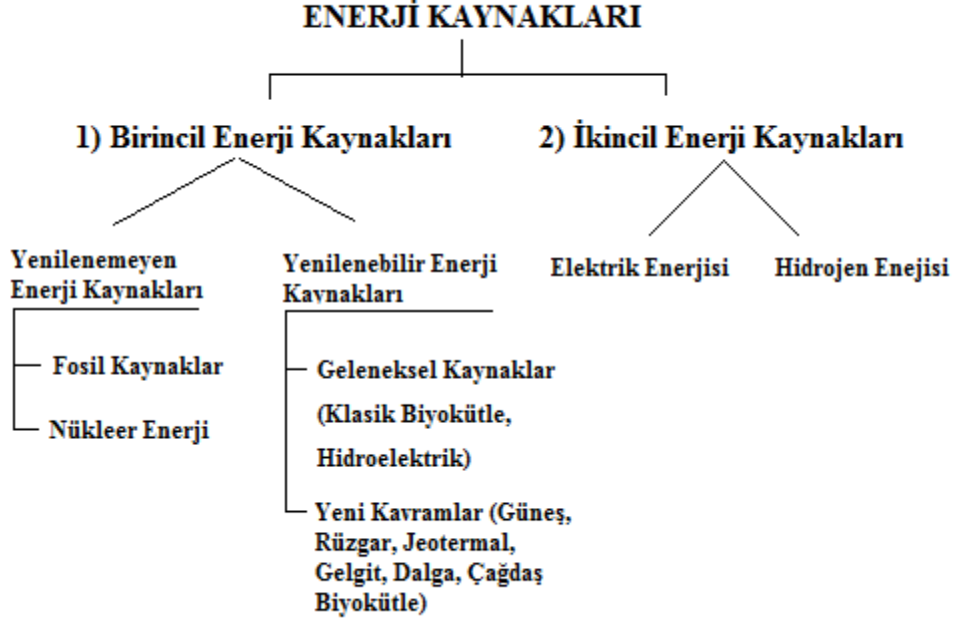 ENERJİ KAYNAKLARI
1) Birincil Enerji Kaynakları
2) İkincil Enerji Kaynakları
Yenilenemeyen
Enerji Kaynakları
Fosil Kaynaklar
Nükleer Enerji
Yenilenebilir Enerji
Kaynakları
Geleneksel Kaynaklar
(Klasik Biyokütle,
Hidroelektrik)
Yeni Kavramlar (Güneş,
Rüzgar, Jeotermal,
Gelgit, Dalga, Çağdaş
Biyokütle)
Elektrik Enerjisi
Hidrojen Enejisi